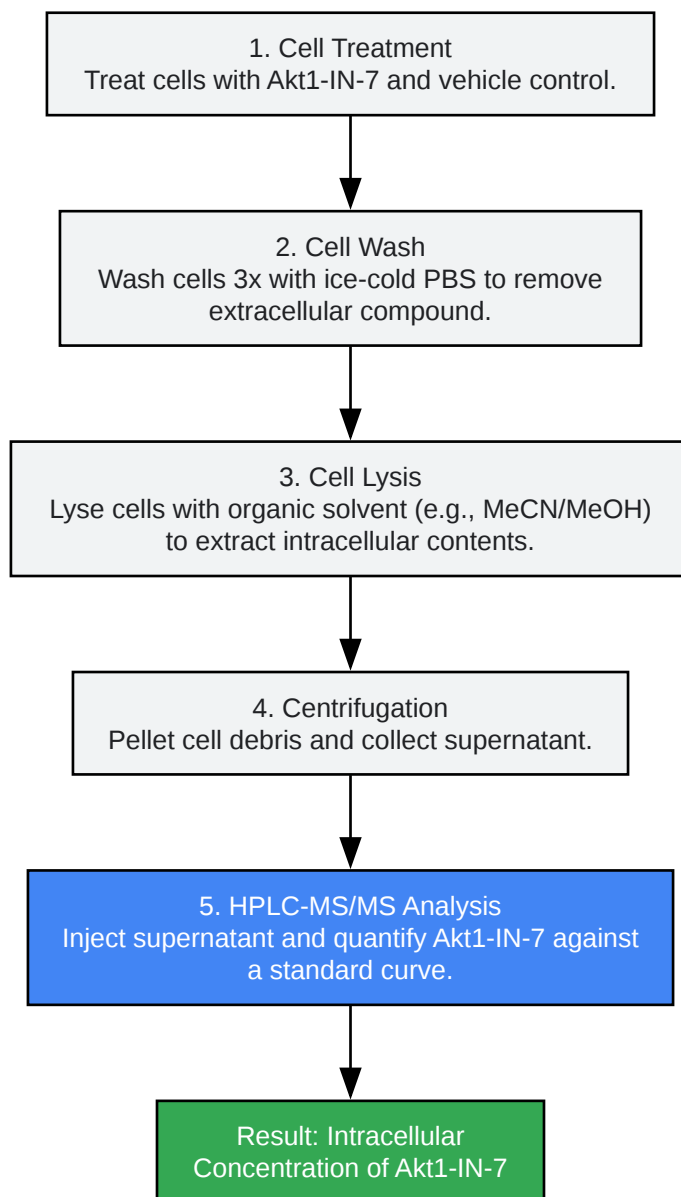 1. Cell Treatment
Treat cells with Akt1-IN-7 and vehicle control.
2. Cell Wash
Wash cells 3x with ice-cold PBS to remove
extracellular compound.
3. Cell Lysis
Lyse cells with organic solvent (e.g., MeCN/MeOH)
to extract intracellular contents.
4. Centrifugation
Pellet cell debris and collect supernatant.
5. HPLC-MS/MS Analysis
Inject supernatant and quantify Akt1-IN-7 against
a standard curve.
Result: Intracellular
Concentration of Akt1-IN-7